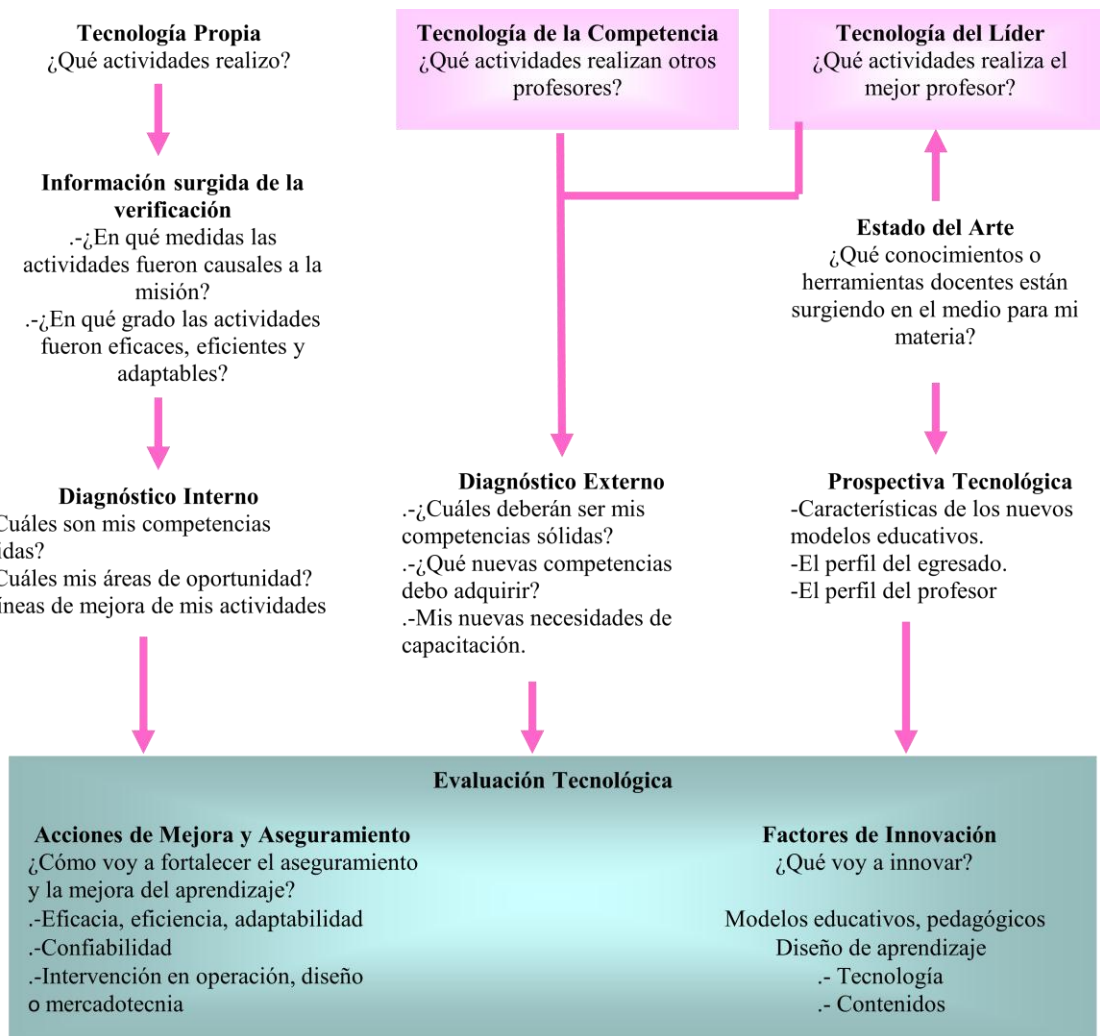 Tecnología Propia
¿Qué actividades realizo?
Tecnología de la Competencia
¿Qué actividades realizan otros
profesores?
Tecnología del Líder
¿Qué actividades realiza el
mejor profesor?
Información surgida de la
verificación
.-¿En qué medidas las
actividades fueron causales a la
misión?
.-¿En qué grado las actividades
fueron eficaces, eficientes y
adaptables?
Estado del Arte
¿Qué conocimientos o
herramientas docentes están
surgiendo en el medio para mi
materia?
Diagnóstico Interno
Cuáles son mis competencias
idas?
Cuáles mis áreas de oportunidad?
íneas de mejora de mis actividades
Diagnóstico Externo
.-¿Cuáles deberán ser mis
competencias sólidas?
.-¿Qué nuevas competencias
debo adquirir?
.-Mis nuevas necesidades de
capacitación.
Prospectiva Tecnológica
-Características de los nuevos
modelos educativos.
-El perfil del egresado.
-El perfil del profesor
Evaluación Tecnológica
Acciones de Mejora y Aseguramiento
¿Cómo voy a fortalecer el aseguramiento
y la mejora del aprendizaje?
.-Eficacia, eficiencia, adaptabilidad
.-Confiabilidad
.-Intervención en operación, diseño
o mercadotecnia
Factores de Innovación
¿Qué voy a innovar?
Modelos educativos, pedagógicos
Diseño de aprendizaje
.- Tecnología
.- Contenidos